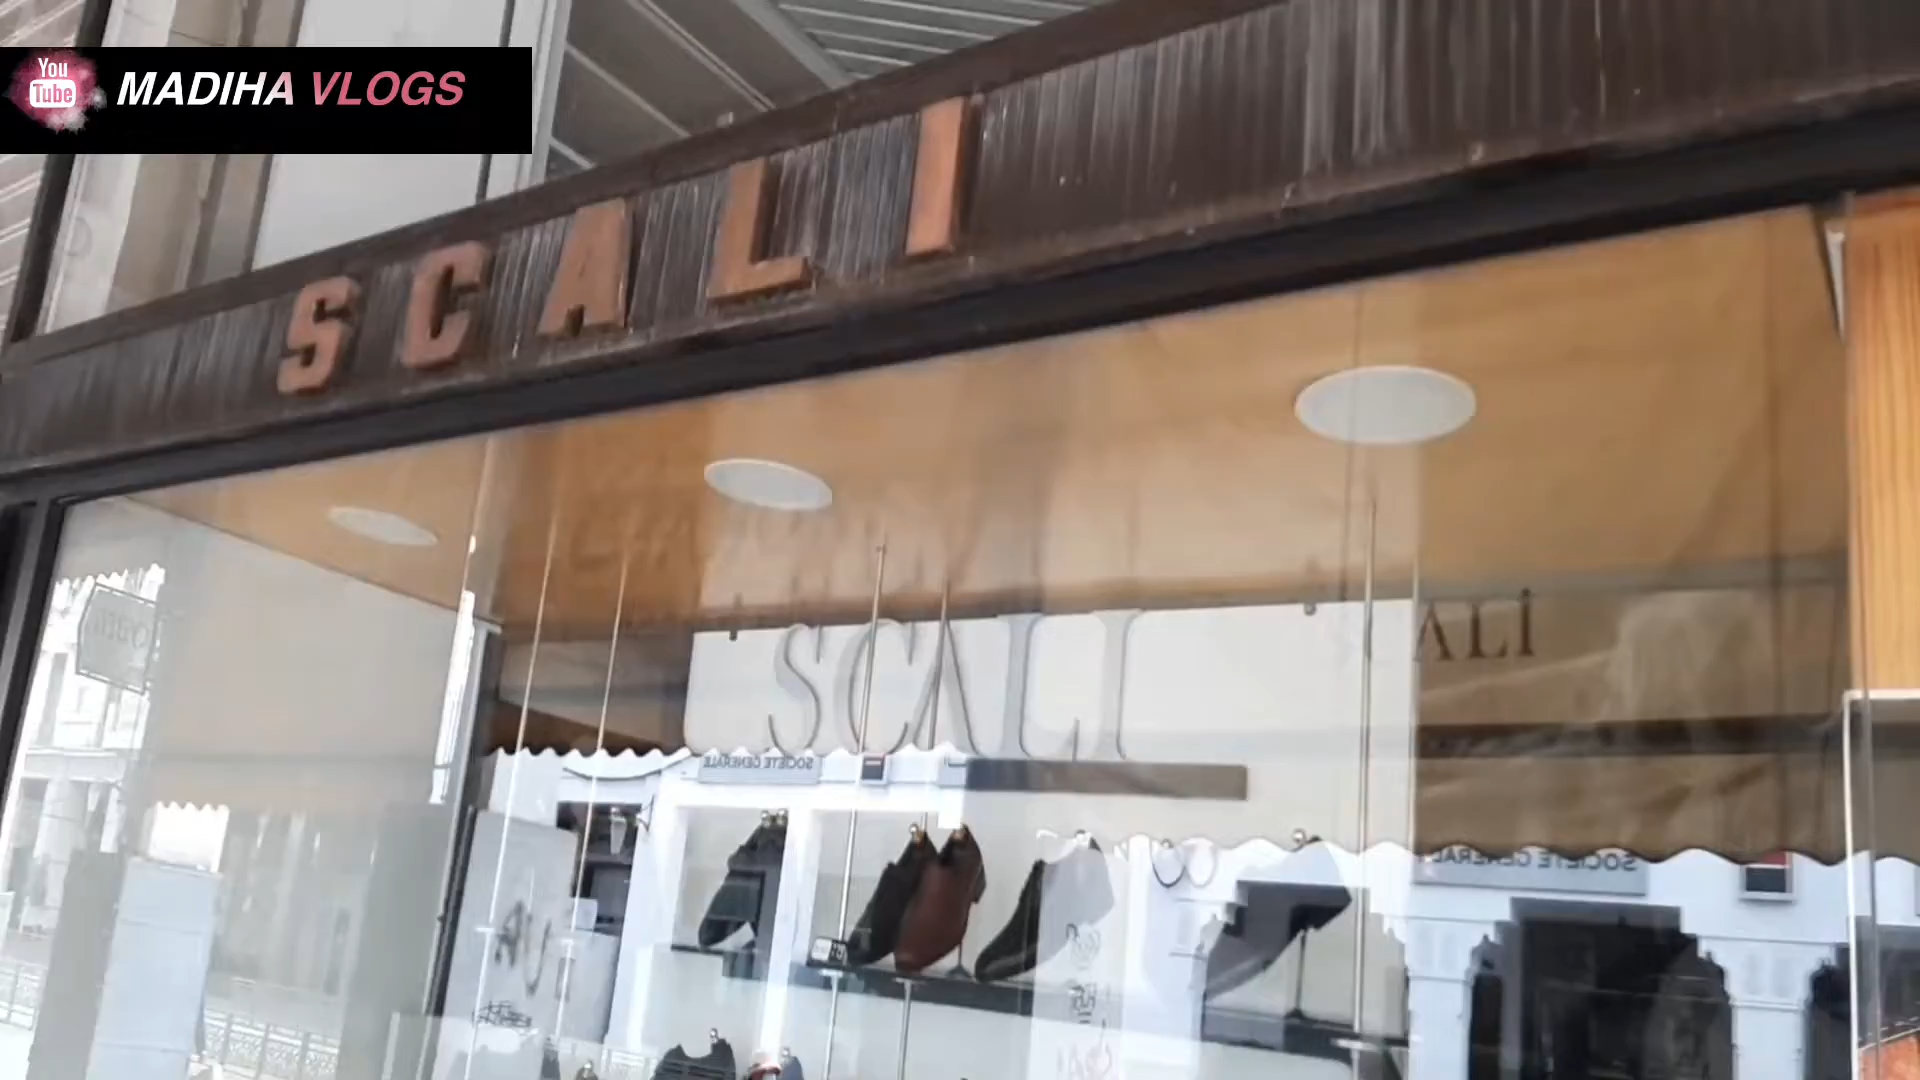 You
Tube
MADIHA VLOGS
SCALI
SCALI
ALİ
SOCIETE GENERALE
SOCIETE GENERALE